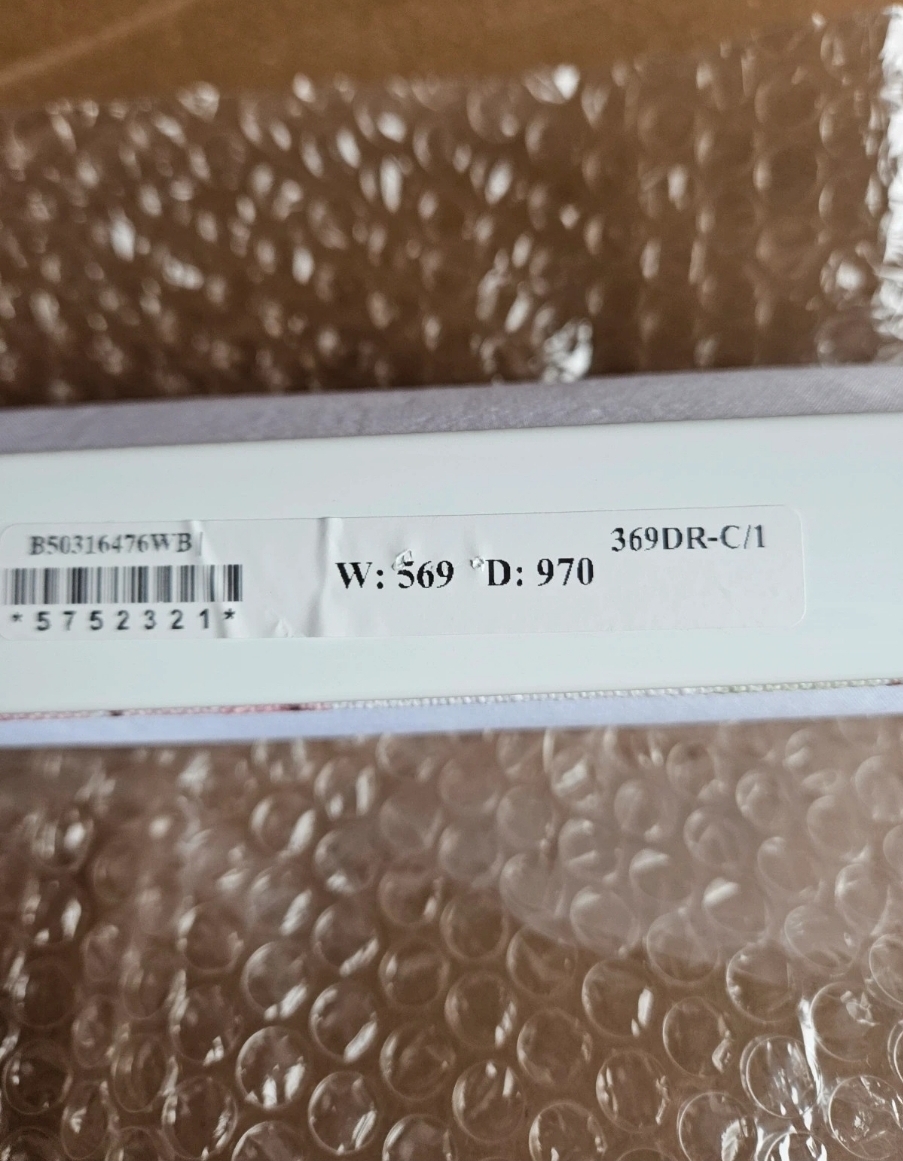 B50316476WB
*5752321*
W: 569 D: 970
369DR-C/1